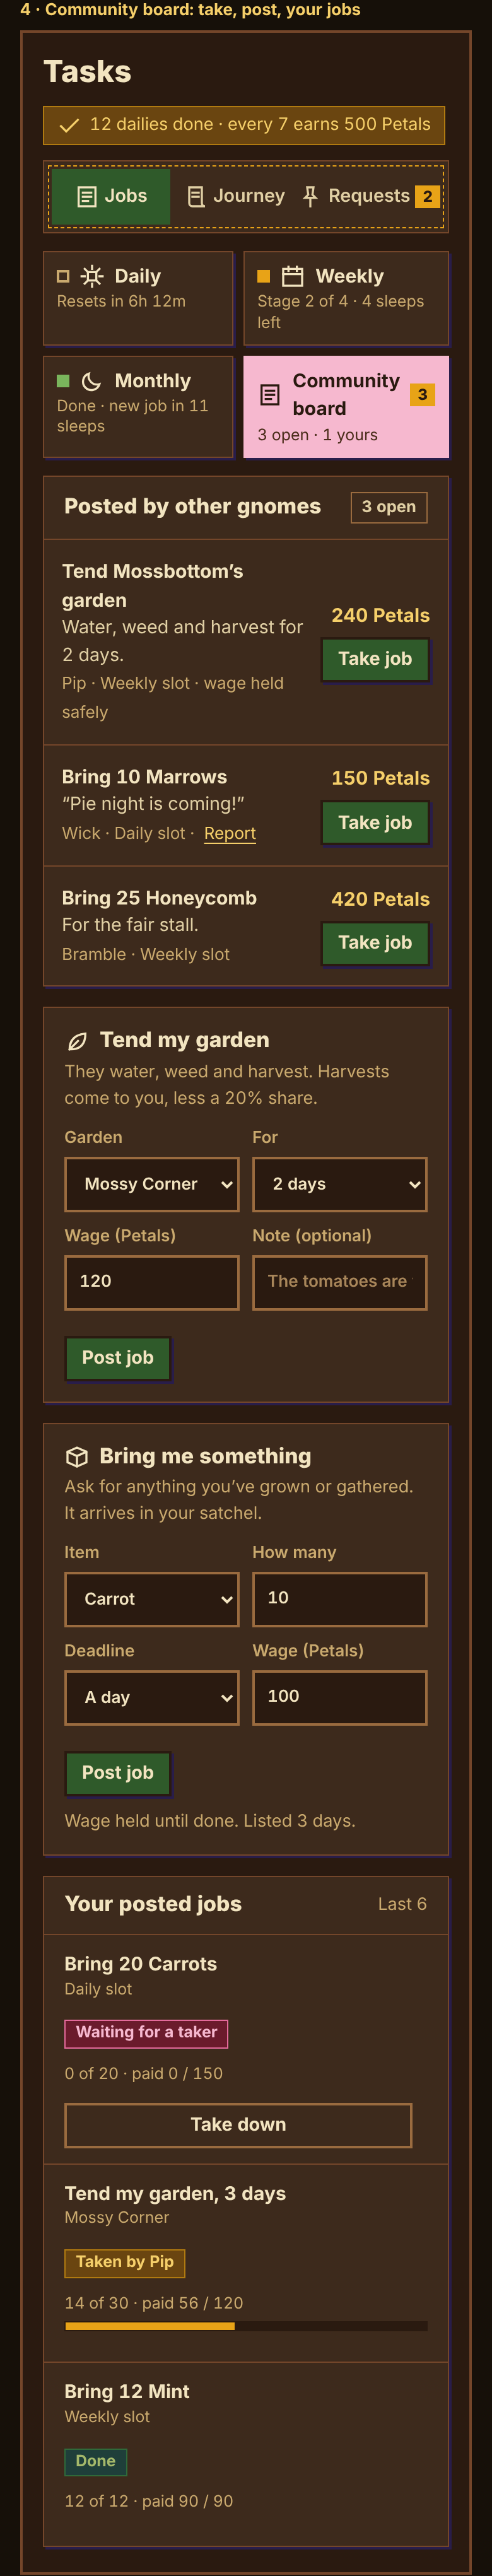 4 · Community board: take, post, your jobs
Tasks
12 dailies done · every 7 earns 500 Petals
Jobs
Journey
Requests 2
Daily
Resets in 6h 12m
Weekly
Stage 2 of 4 · 4 sleeps
left
Monthly
Done · new job in 11
sleeps
Community
board
3
3 open · 1 yours
Posted by other gnomes
3 open
Tend Mossbottom’s
garden
Water, weed and harvest for
2 days.
Pip · Weekly slot · wage held
safely
240 Petals
Take job
Bring 10 Marrows
“Pie night is coming!”
Wick · Daily slot · Report
150 Petals
Take job
Bring 25 Honeycomb
For the fair stall.
Bramble · Weekly slot
420 Petals
Take job
Tend my garden
They water, weed and harvest. Harvests
come to you, less a 20% share.
Garden
For
Mossy Corner
2 days
Wage (Petals)
Note (optional)
120
The tomatoes are
Post job
Bring me something
Ask for anything you’ve grown or gathered.
It arrives in your satchel.
Item
How many
Carrot
10
Deadline
Wage (Petals)
A day
100
Post job
Wage held until done. Listed 3 days.
Your posted jobs
Last 6
Bring 20 Carrots
Daily slot
Waiting for a taker
0 of 20 · paid 0 / 150
Take down
Tend my garden, 3 days
Mossy Corner
Taken by Pip
14 of 30 · paid 56 / 120
Bring 12 Mint
Weekly slot
Done
12 of 12 · paid 90 / 90